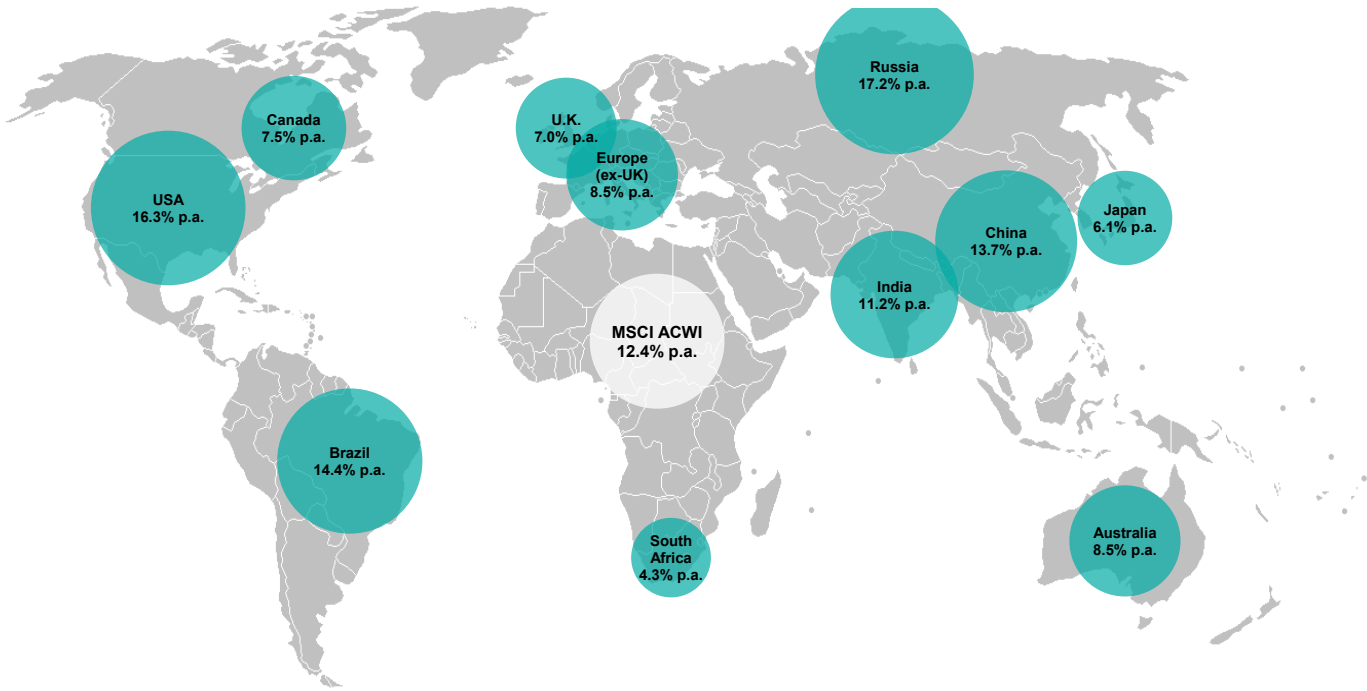 Russia
17.2% p.a.
Canada
7.5% p.a.
U.K.
7.0% p.a.
Europe
(ex-UK)
8.5% p.a.
USA
16.3% p.a.
Japan
6.1% p.a.
China
13.7% p.a.
India
11.2% p.a.
MSCI ACWI
12.4% p.a.
Brazil
14.4% p.a.
South
Africa
4.3% p.a.
Australia
8.5% p.a.